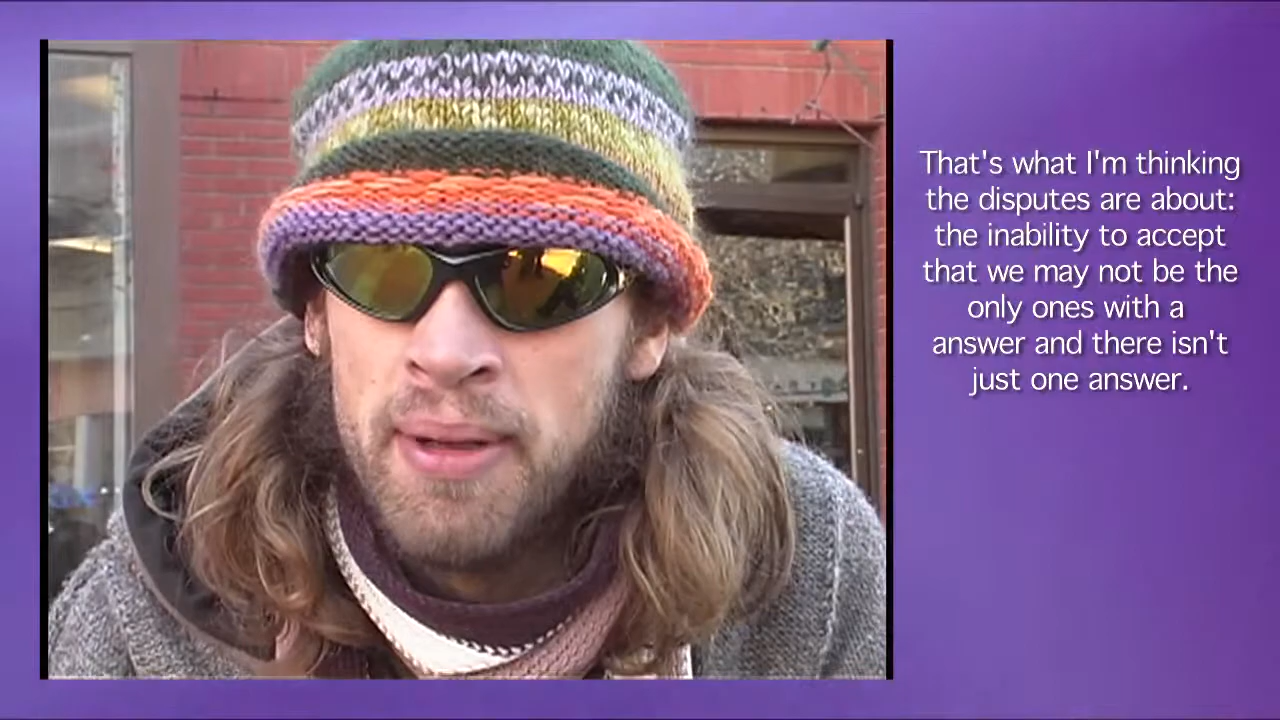 That's what I'm thinking
the disputes are about:
the inability to accept
that we may not be the
only ones with a
answer and there isn't
just one answer.